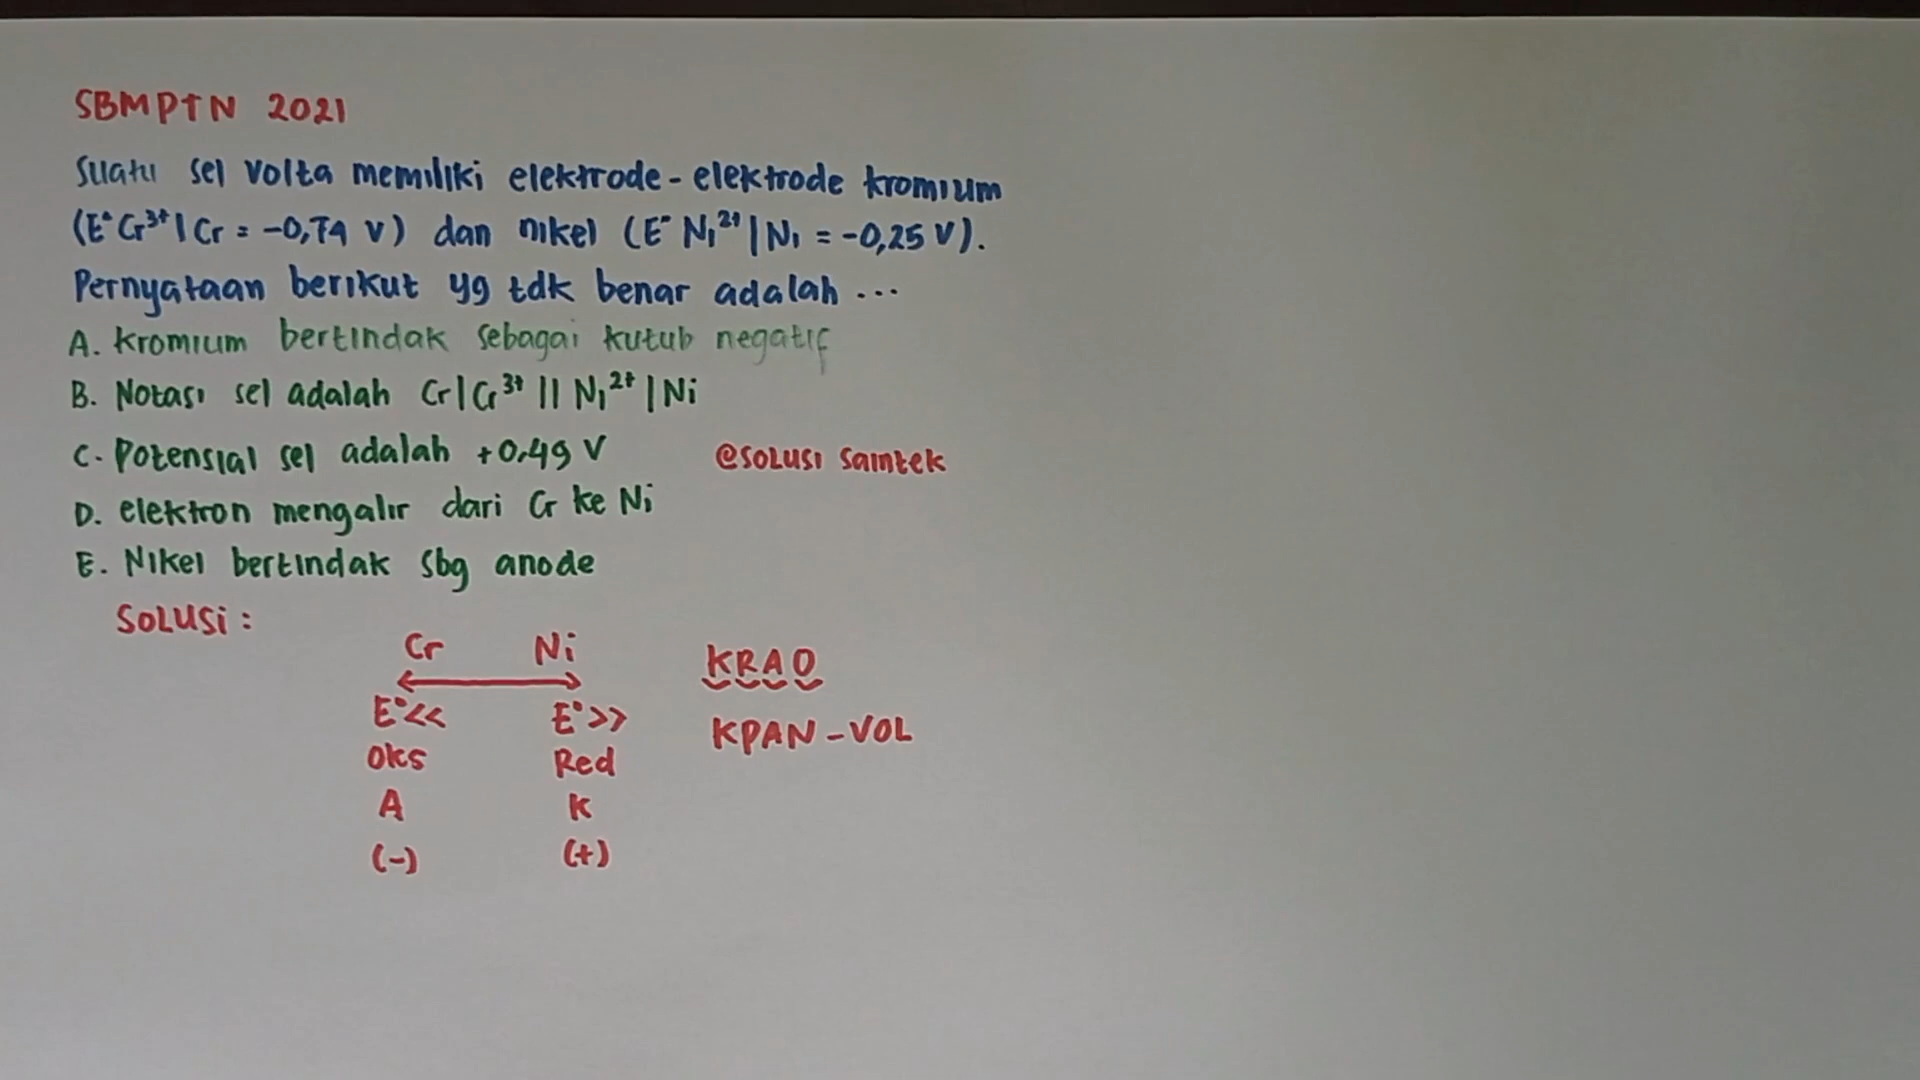 SBMPTN 2021
Suatu sel volta memiliki elektrode-elektrode kromium
(E° Cr³⁺|Cr = -0,74 V) dan nikel (E° Ni²⁺|Ni = -0,25 V).
Pernyataan berikut yg tdk benar adalah ...
A. Kromium bertindak sebagai kutub negatif
B. Notasi sel adalah Cr|Cr³⁺||Ni²⁺|Ni
C. Potensial sel adalah +0,49 V
@SOLUSI Saintek
D. elektron mengalir dari Cr ke Ni
E. Nikel bertindak sbg anode
SOLUSI :
Cr Ni
KRAO
E°<< E°>>
KPAN-VOL
Oks Red
A K
(-) (+)